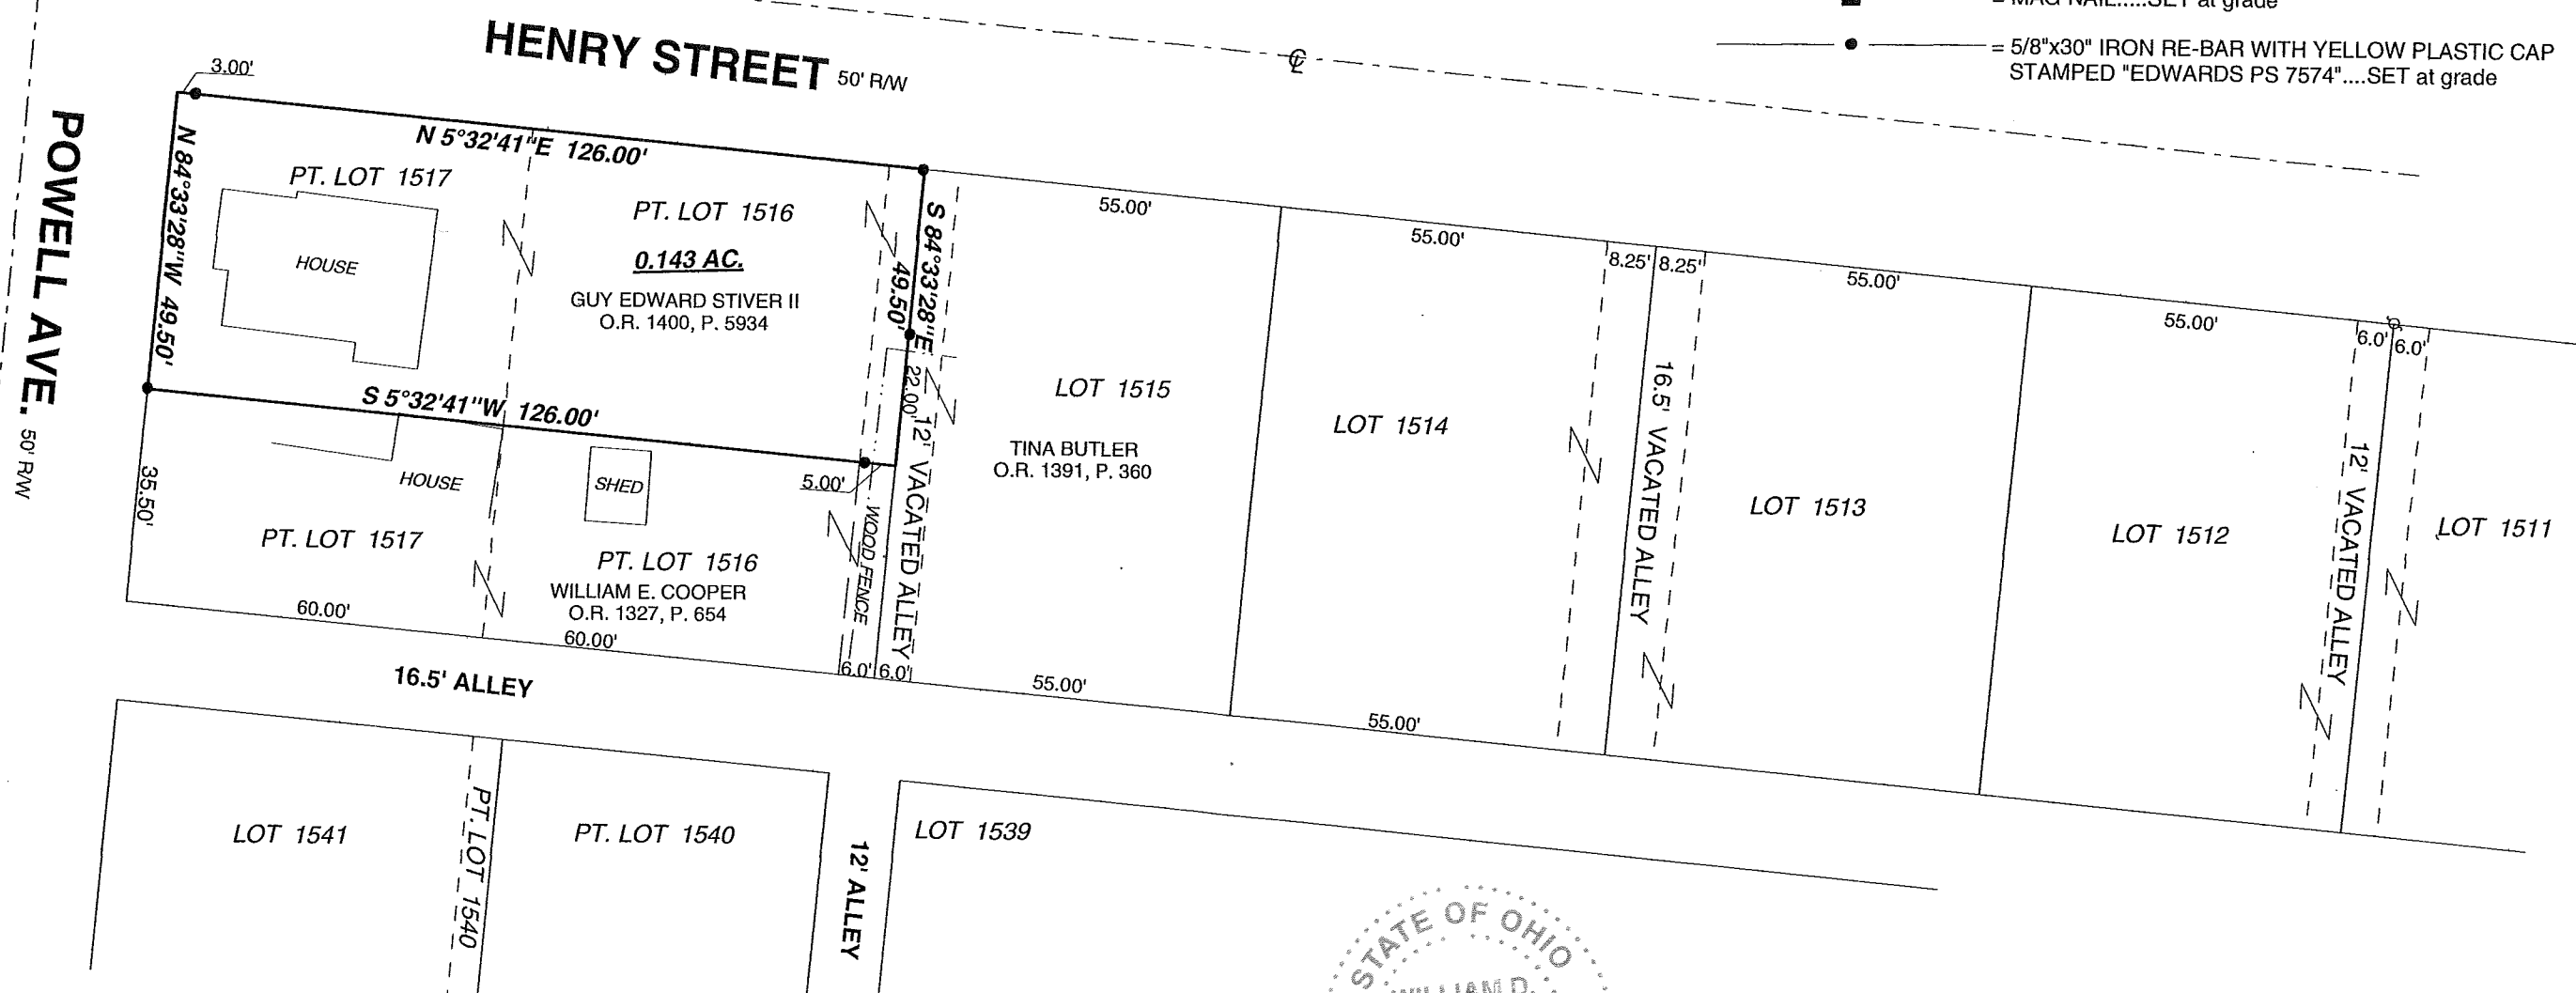 = MAG NAIL.....SET at grade
= 5/8"x30" IRON RE-BAR WITH YELLOW PLASTIC CAP
STAMPED "EDWARDS PS 7574"....SET at grade
HENRY STREET 50' R/W
℄
POWELL AVE. 50' R/W
3.00'
N 5°32'41"E 126.00'
N 84°33'28"W 49.50'
PT. LOT 1517
HOUSE
PT. LOT 1516
0.143 AC.
GUY EDWARD STIVER II
O.R. 1400, P. 5934
S 84°33'28"E
49.50'
22.00'
S 5°32'41"W 126.00'
35.50'
HOUSE
SHED
5.00'
WOOD FENCE
12' VACATED ALLEY
PT. LOT 1517
PT. LOT 1516
WILLIAM E. COOPER
O.R. 1327, P. 654
60.00'
60.00'
6.0' 6.0'
55.00'
LOT 1515
TINA BUTLER
O.R. 1391, P. 360
55.00'
55.00'
LOT 1514
55.00'
8.25' 8.25'
16.5' VACATED ALLEY
55.00'
LOT 1513
55.00'
LOT 1512
6.0' 6.0'
12' VACATED ALLEY
LOT 1511
16.5' ALLEY
LOT 1541
PT. LOT 1540
PT. LOT 1540
12' ALLEY
LOT 1539
STATE OF OHIO
WILLIAM D.